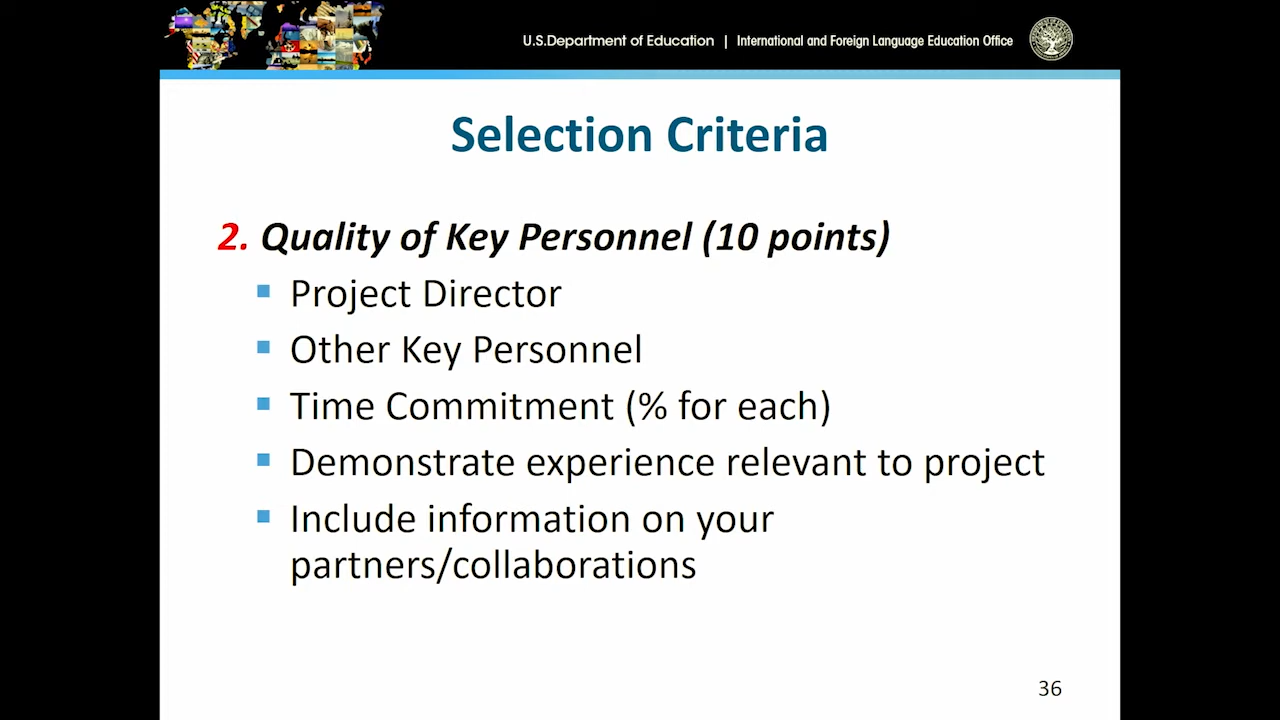 U.S.Department of Education | International and Foreign Language Education Office
Selection Criteria
2. Quality of Key Personnel (10 points)
Project Director
Other Key Personnel
Time Commitment (% for each)
Demonstrate experience relevant to project
Include information on your
partners/collaborations
36